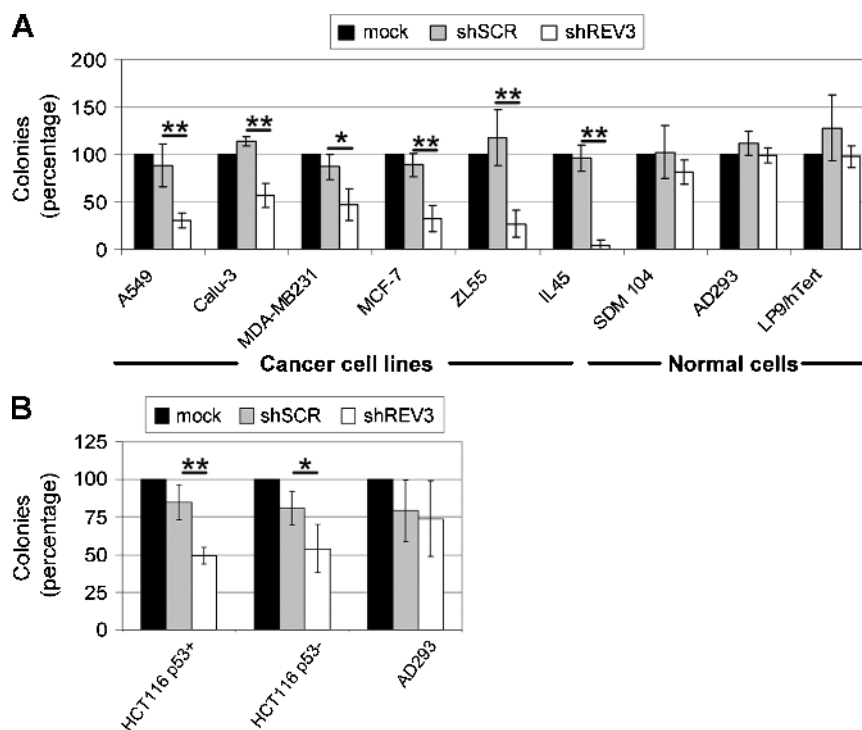 A
mock shSCR shREV3
200
150
100
50
0
Colonies
(percentage)
** ** * ** ** **
A549 Calu-3 MDA-MB231 MCF-7 ZL55 IL45 SDM 104 AD293 LP9/hTert
Cancer cell lines Normal cells
B
mock shSCR shREV3
125
100
75
50
25
0
Colonies
(percentage)
** *
HCT116 p53+ HCT116 p53- AD293